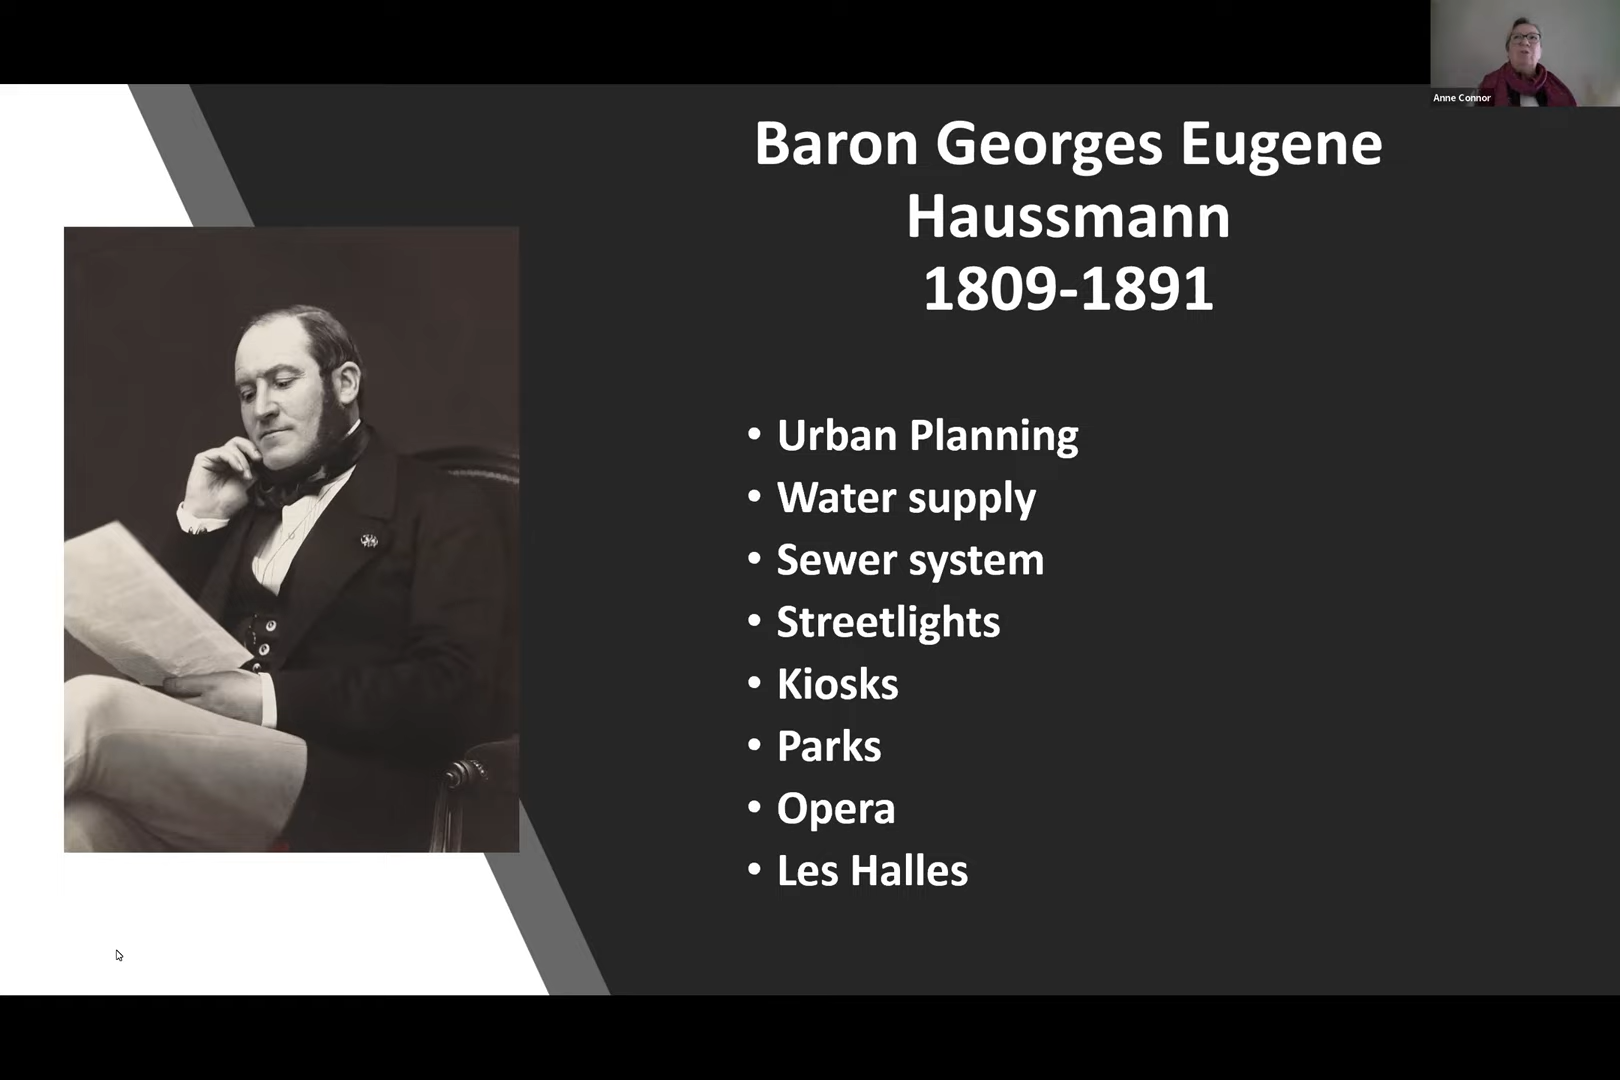 Anne Connor
Baron Georges Eugene
Haussmann
1809-1891
• Urban Planning
• Water supply
• Sewer system
• Streetlights
• Kiosks
• Parks
• Opera
• Les Halles